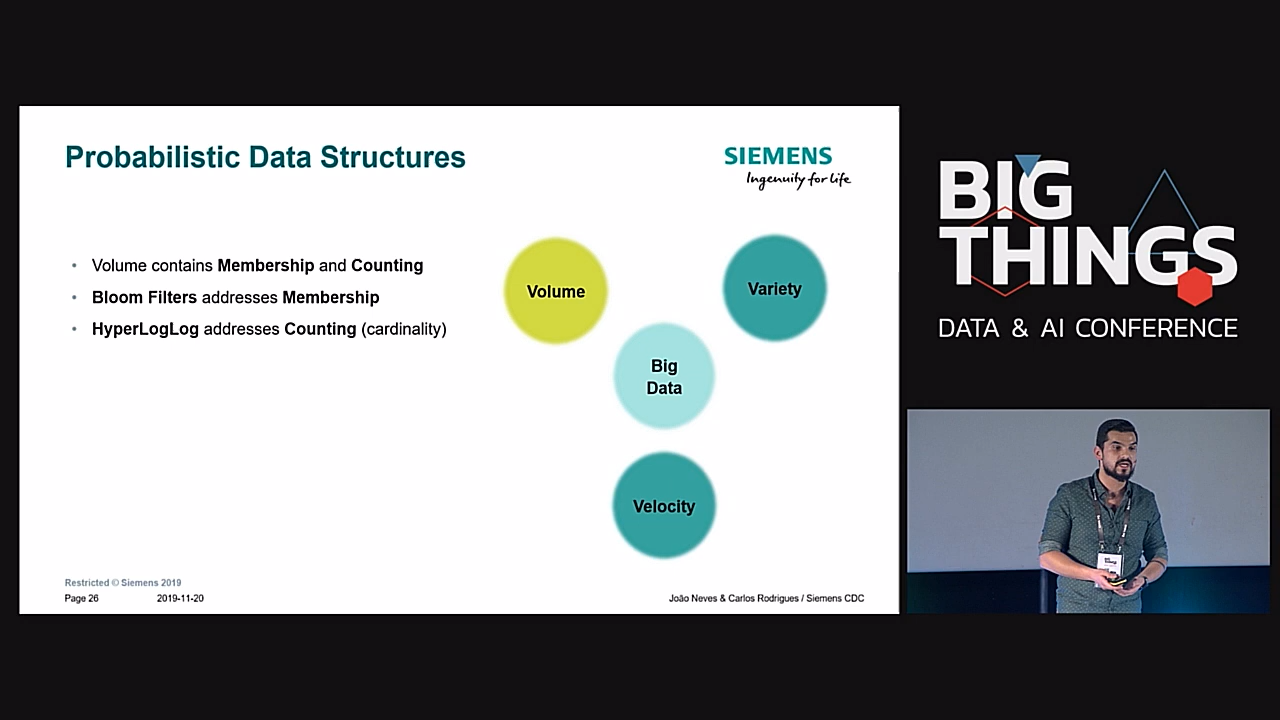 Probabilistic Data Structures
SIEMENS
Ingenuity for life
• Volume contains Membership and Counting
• Bloom Filters addresses Membership
• HyperLogLog addresses Counting (cardinality)
Volume
Variety
Big
Data
Velocity
Restricted © Siemens 2019
Page 26
2019-11-20
João Neves & Carlos Rodrigues / Siemens CDC
BIG
THINGS
DATA & AI CONFERENCE
BIG
THINGS